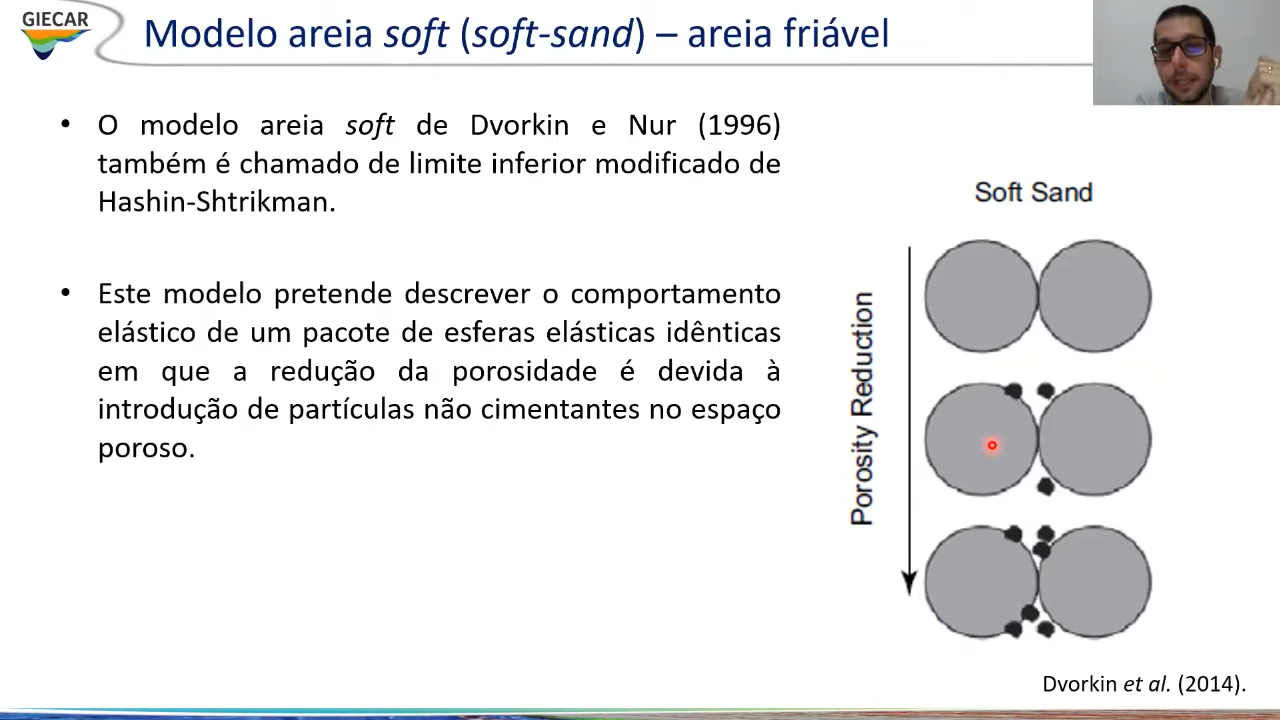 GIECAR
Modelo areia soft (soft-sand) – areia friável
• O modelo areia soft de Dvorkin e Nur (1996)
também é chamado de limite inferior modificado de
Hashin-Shtrikman.
• Este modelo pretende descrever o comportamento
elástico de um pacote de esferas elásticas idênticas
em que a redução da porosidade é devida à
introdução de partículas não cimentantes no espaço
poroso.
Soft Sand
Porosity Reduction
Dvorkin et al. (2014).